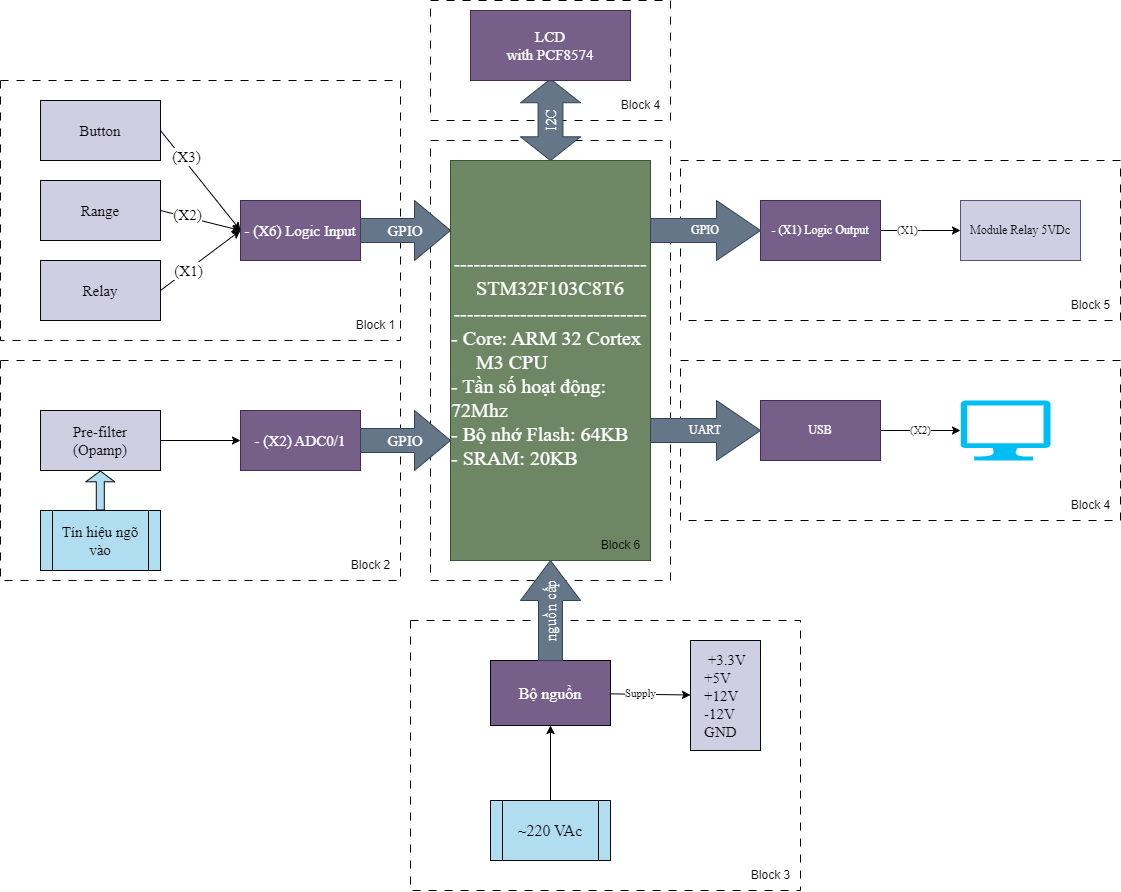 LCD
with PCF8574
Block 4
I2C
Button
(X3)
Range
(X2)
Relay
(X1)
- (X6) Logic Input
GPIO
Block 1
--------------------------
STM32F103C8T6
--------------------------
- Core: ARM 32 Cortex
M3 CPU
- Tần số hoạt động:
72Mhz
- Bộ nhớ Flash: 64KB
- SRAM: 20KB
Block 6
GPIO
- (X1) Logic Output
(X1)
Module Relay 5VDc
Block 5
Pre-filter
(Opamp)
- (X2) ADC0/1
GPIO
Tín hiệu ngõ
vào
Block 2
UART
USB
(X2)
Block 4
nguồn cấp
Bộ nguồn
Supply
+3.3V
+5V
+12V
-12V
GND
~220 VAc
Block 3